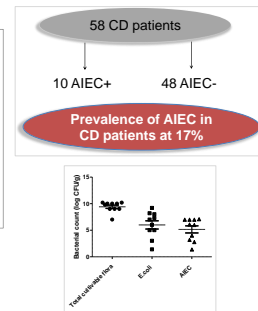 58 CD patients
10 AIEC+ 48 AIEC-
Prevalence of AIEC in
CD patients at 17%
Bacterial count (log CFU/g)
15
10
5
0
Total cultivable flora
E.coli
AIEC